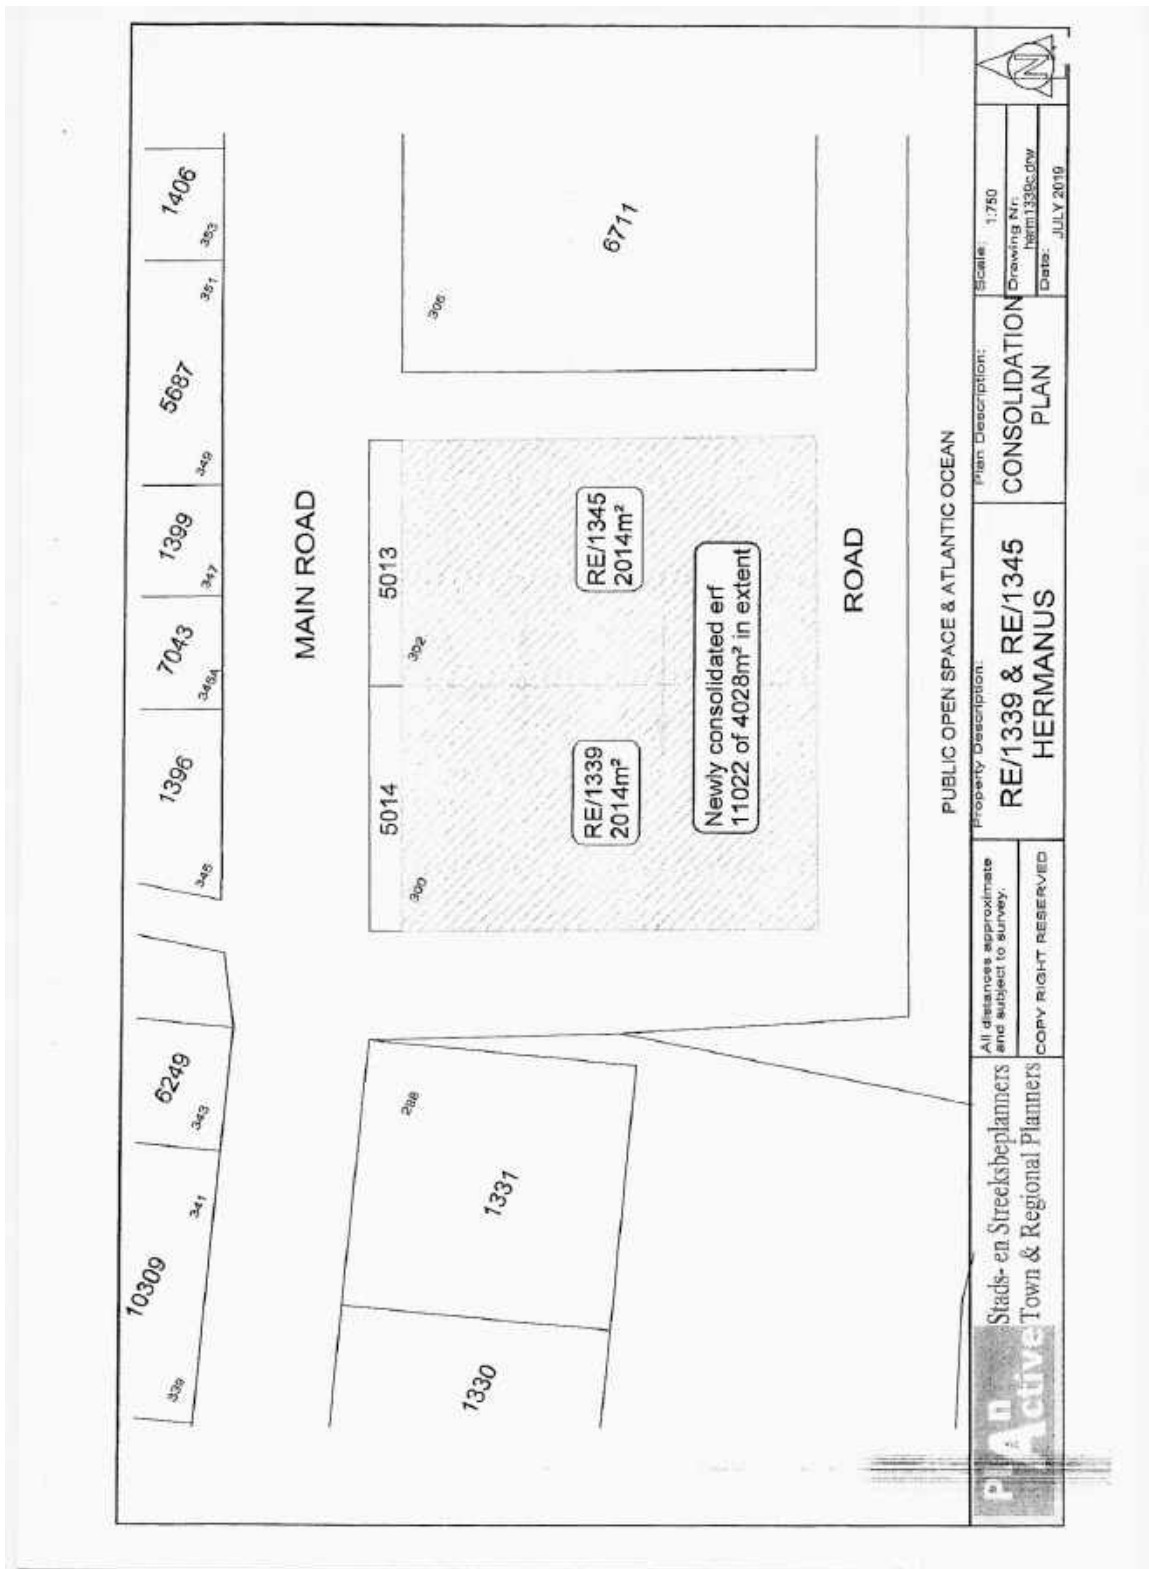 10309
339
341
6249
343
1396
345
7043
345A
1399
347
5687
349
351
1406
353
MAIN ROAD
1330
1331
288
5014
5013
300
302
306
6711
RE/1339
2014m²
RE/1345
2014m²
Newly consolidated erf
11022 of 4028m² in extent
ROAD
PUBLIC OPEN SPACE & ATLANTIC OCEAN
Plan
Active
Stads- en Streeksbeplanners
Town & Regional Planners
All distances approximate
and subject to survey.
COPY RIGHT RESERVED
Property Description:
RE/1339 & RE/1345
HERMANUS
Plan Description:
CONSOLIDATION
PLAN
Scale: 1:750
Drawing Nr:
herm1339c.drw
Date: JULY 2019
N